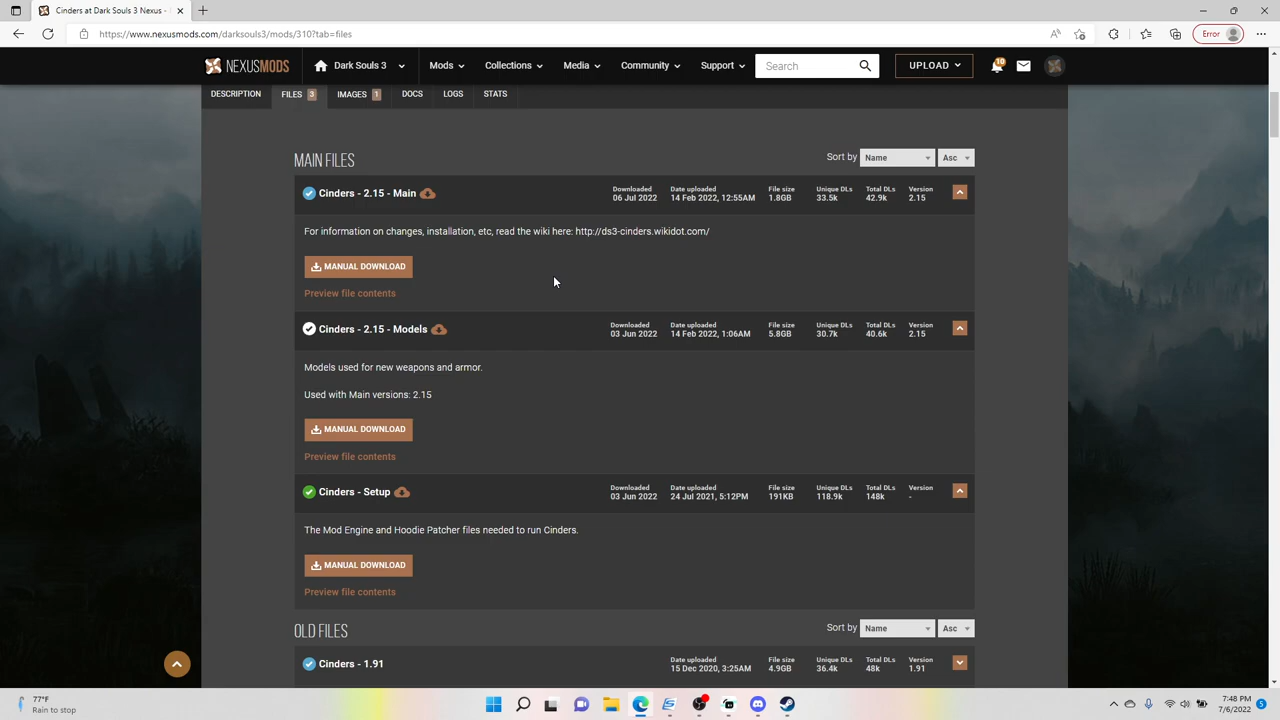 Cinders at Dark Souls 3 Nexus -
https://www.nexusmods.com/darksouls3/mods/310?tab=files
Error
NEXUSMODS
Dark Souls 3
Mods
Collections
Media
Community
Support
Search
UPLOAD
10
DESCRIPTION
FILES 3
IMAGES 1
DOCS
LOGS
STATS
MAIN FILES
Sort by Name Asc
Cinders - 2.15 - Main
Downloaded Date uploaded File size Unique DLs Total DLs Version
06 Jul 2022 14 Feb 2022, 12:55AM 1.8GB 33.5k 42.9k 2.15
For information on changes, installation, etc, read the wiki here: http://ds3-cinders.wikidot.com/
MANUAL DOWNLOAD
Preview file contents
Cinders - 2.15 - Models
Downloaded Date uploaded File size Unique DLs Total DLs Version
03 Jun 2022 14 Feb 2022, 1:06AM 5.8GB 30.7k 40.6k 2.15
Models used for new weapons and armor.
Used with Main versions: 2.15
MANUAL DOWNLOAD
Preview file contents
Cinders - Setup
Downloaded Date uploaded File size Unique DLs Total DLs Version
03 Jun 2022 24 Jul 2021, 5:12PM 191KB 118.9k 148k -
The Mod Engine and Hoodie Patcher files needed to run Cinders.
MANUAL DOWNLOAD
Preview file contents
OLD FILES
Sort by Name Asc
Cinders - 1.91
Date uploaded File size Unique DLs Total DLs Version
15 Dec 2020, 3:25AM 4.9GB 36.4k 48k 1.91
77°F
Rain to stop
7:48 PM
7/6/2022
5